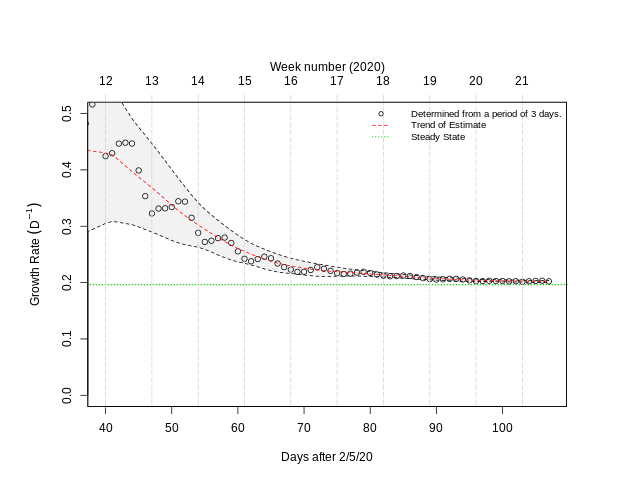 Week number (2020)
12 13 14 15 16 17 18 19 20 21
Determined from a period of 3 days.
Trend of Estimate
Steady State
Growth Rate (D⁻¹)
0.5
0.4
0.3
0.2
0.1
0.0
40 50 60 70 80 90 100
Days after 2/5/20